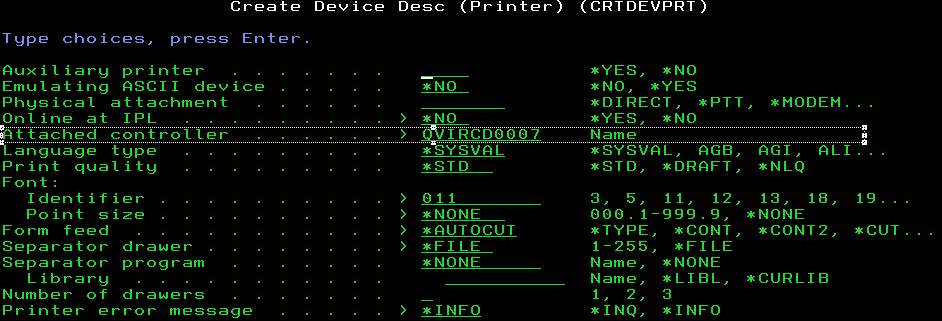 Create Device Desc (Printer) (CRTDEVPRT)
Type choices, press Enter.
Auxiliary printer . . . . . . . *YES, *NO
Emulating ASCII device . . . . . *NO *NO, *YES
Physical attachment . . . . . . *DIRECT, *PTT, *MODEM...
Online at IPL . . . . . . . . . > *NO *YES, *NO
Attached controller . . . . . . > QVIRCD0007 Name
Language type . . . . . . . . . *SYSVAL *SYSVAL, AGB, AGI, ALI...
Print quality . . . . . . . . . *STD *STD, *DRAFT, *NLQ
Font:
Identifier . . . . . . . . . . > 011 3, 5, 11, 12, 13, 18, 19...
Point size . . . . . . . . . . > *NONE 000.1-999.9, *NONE
Form feed . . . . . . . . . . . > *AUTOCUT *TYPE, *CONT, *CONT2, *CUT...
Separator drawer . . . . . . . . > *FILE 1-255, *FILE
Separator program . . . . . . . *NONE Name, *NONE
Library . . . . . . . . . . . Name, *LIBL, *CURLIB
Number of drawers . . . . . . . 1, 2, 3
Printer error message . . . . . > *INFO *INQ, *INFO